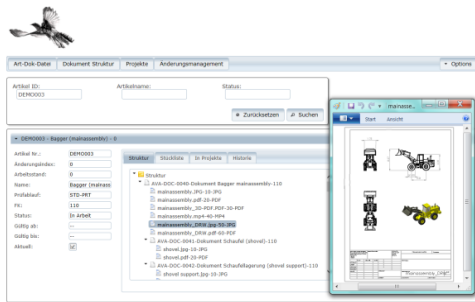 Art-Dok-Datei Dokument Struktur Projekte Änderungsmanagement Options
Artikel ID: Artikelname: Status:
DEMO003
Zurücksetzen Suchen
DEMO003 - Bagger (mainassembly) - 0
Artikel Nr.: DEMO003
Änderungsindex: 0
Arbeitsstand: 0
Name: Bagger (mainass
Prüfablauf: STD-PRT
110
Status: In Arbeit
Gültig ab: --
Gültig bis: --
Aktuell:
Struktur Stückliste In Projekte Historie
Struktur
AVA-DOC-0040-Dokument Bagger mainassembly-110
mainassembly.JPG-10-JPG
mainassembly.pdf-20-PDF
mainassembly_3D-PDF.PDF-30-PDF
mainassembly.mp4-40-MP4
mainassembly_DRW.jpg-50-JPG
mainassembly_DRW.pdf-60-PDF
AVA-DOC-0041-Dokument Schaufel (shovel)-110
shovel.jpg-10-JPG
shovel.pdf-20-PDF
AVA-DOC-0042-Dokument Schaufellagerung (shovel support)-110
shovel support.jpg-10-JPG
mainasse...
Start Ansicht
mainassembly_DRW